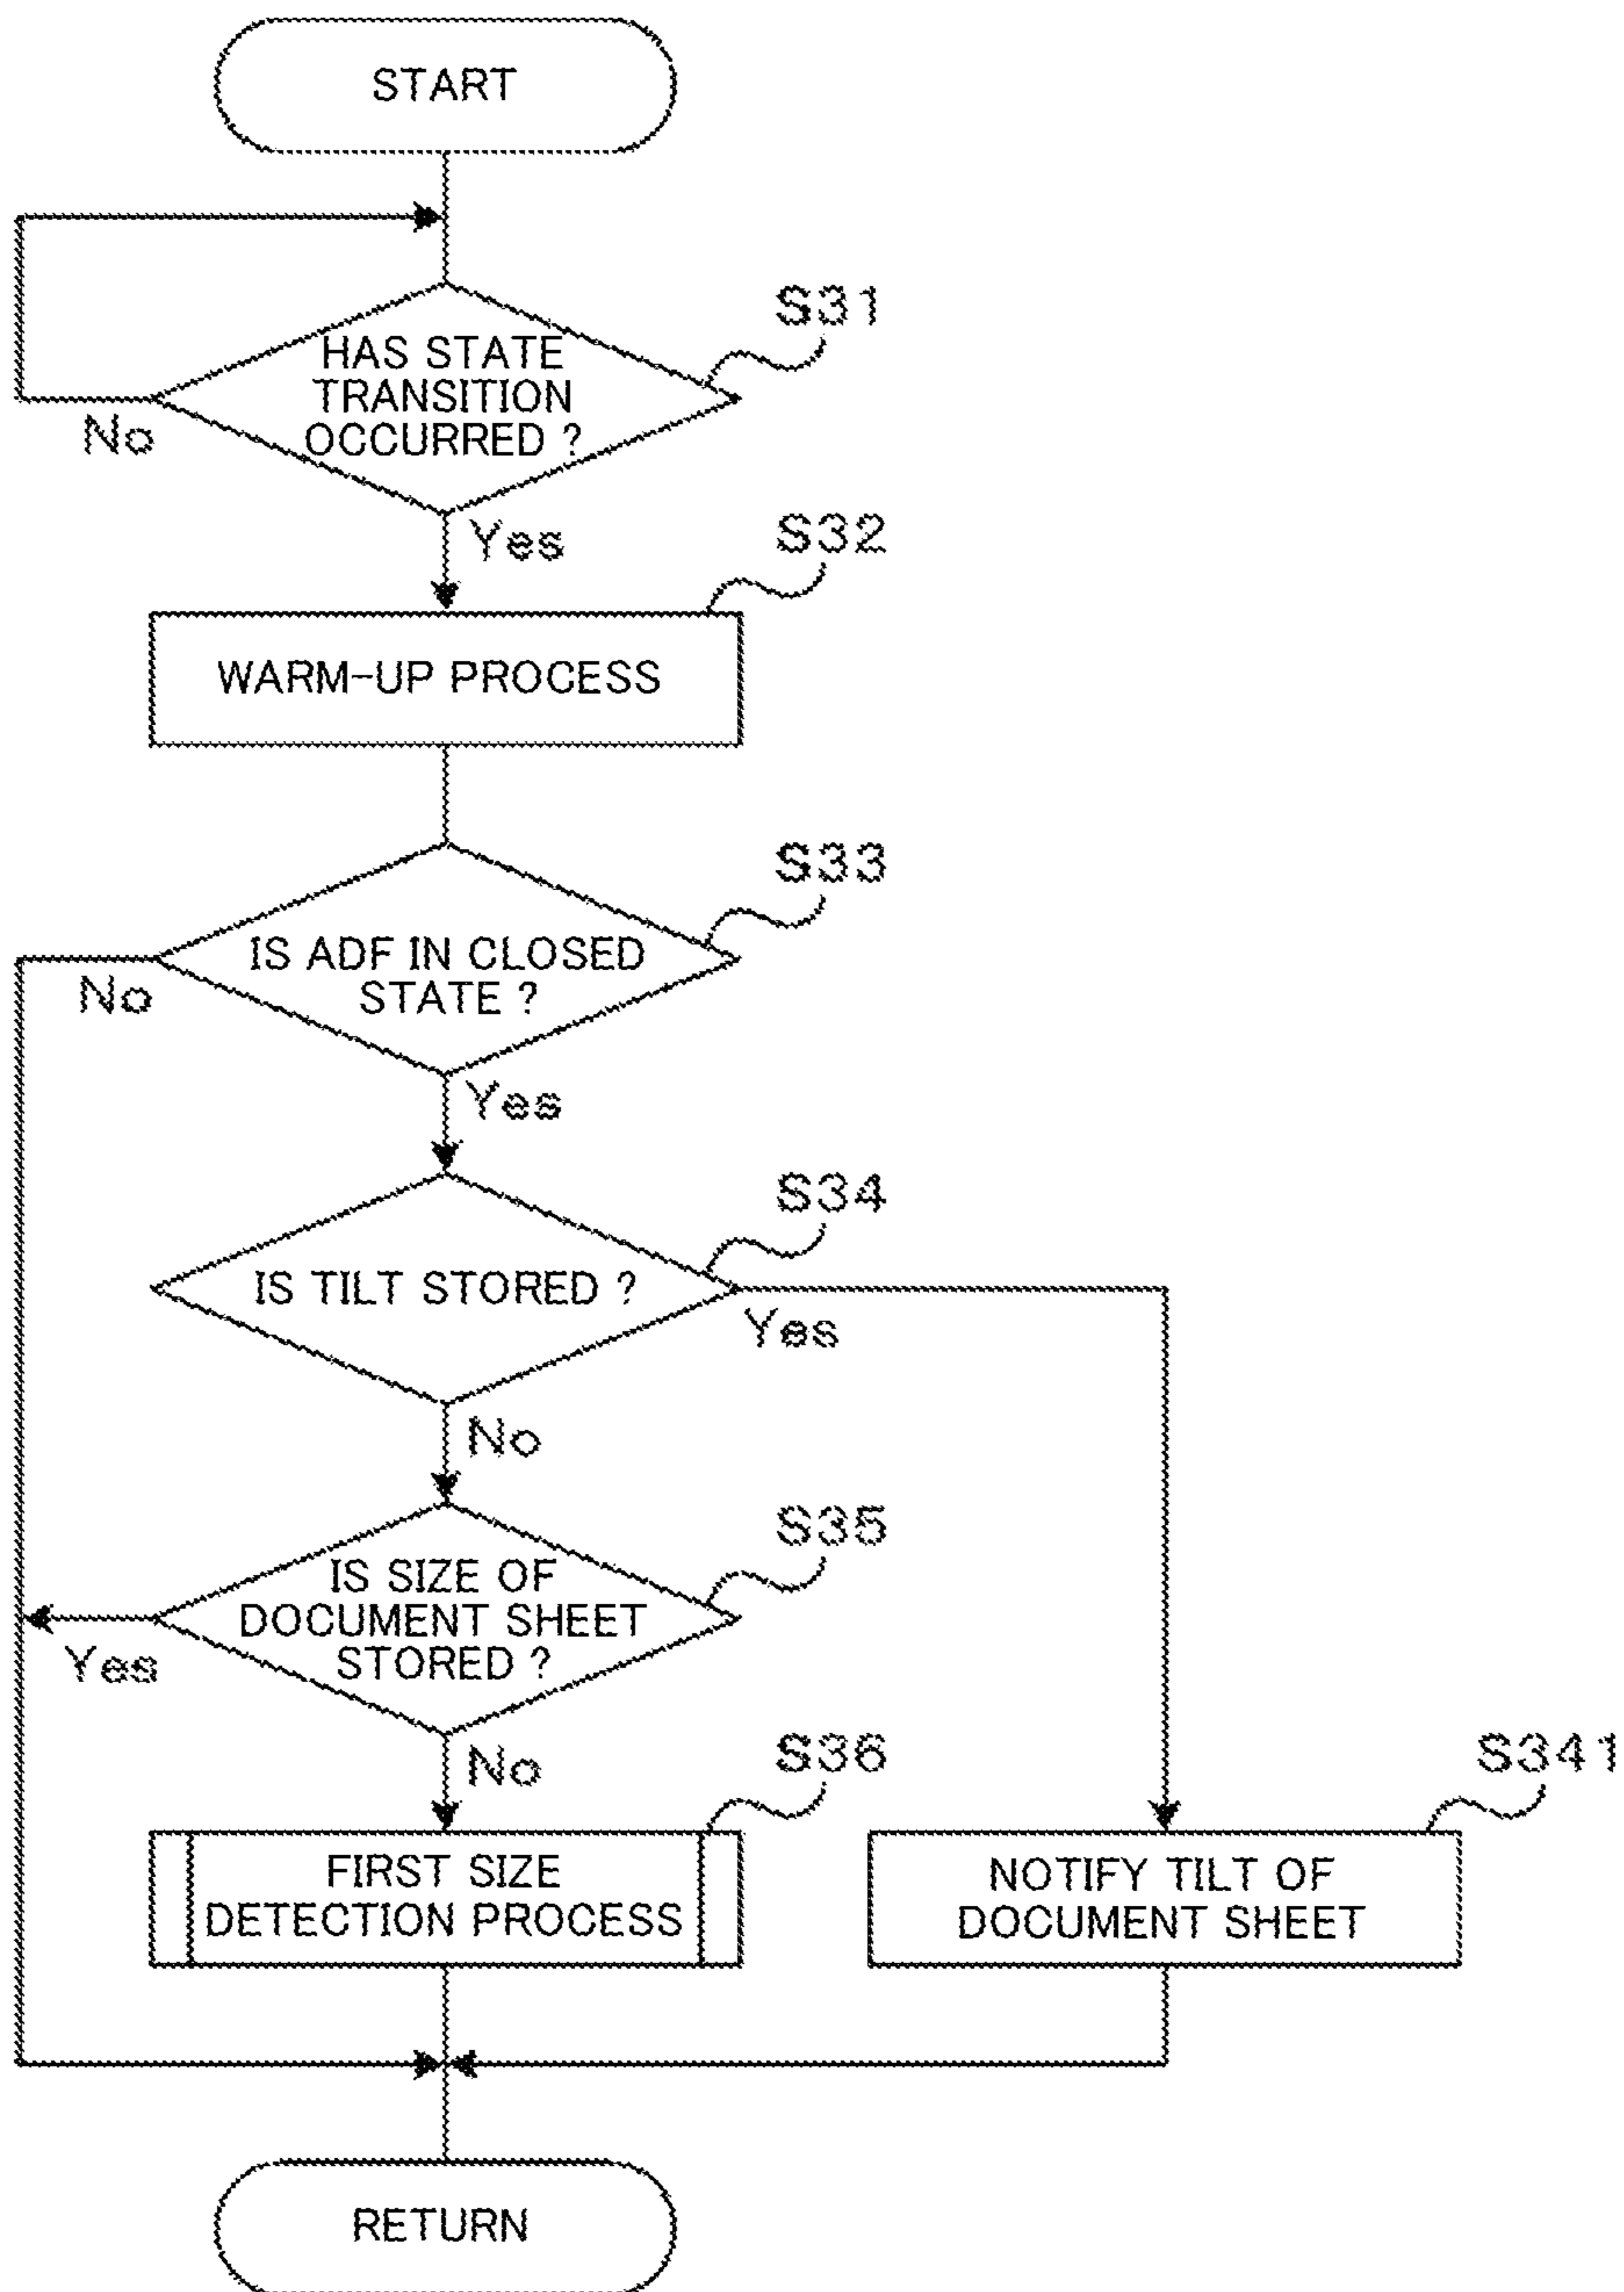 START
S31
HAS STATE
TRANSITION
OCCURRED ?
No
Yes
S32
WARM-UP PROCESS
S33
IS ADF IN CLOSED
STATE ?
No
Yes
S34
IS TILT STORED ?
Yes
No
S35
IS SIZE OF
DOCUMENT SHEET
STORED ?
Yes
No
S36
FIRST SIZE
DETECTION PROCESS
S341
NOTIFY TILT OF
DOCUMENT SHEET
RETURN